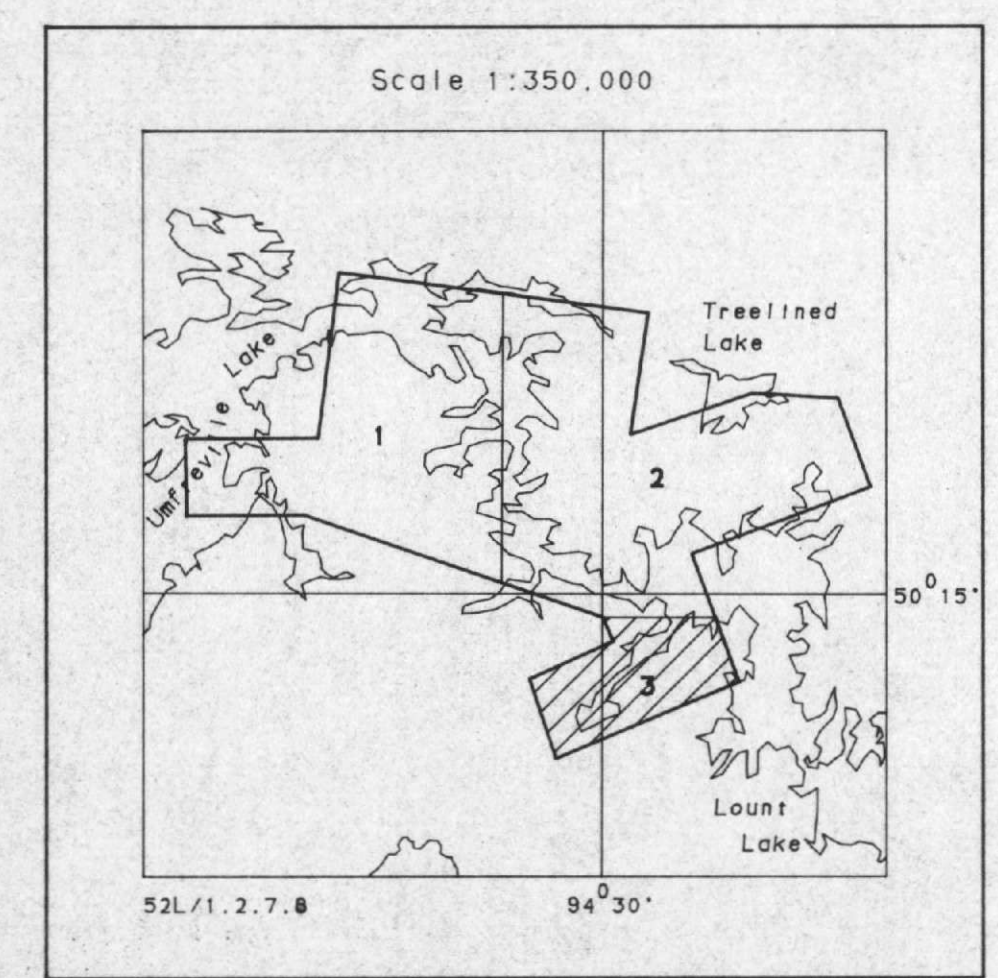 Scale 1:350,000
Treelined
Lake
Umfreville
Lake
1
2
50° 15'
3
Lount
Lake
52L/1.2.7.8
94° 30'